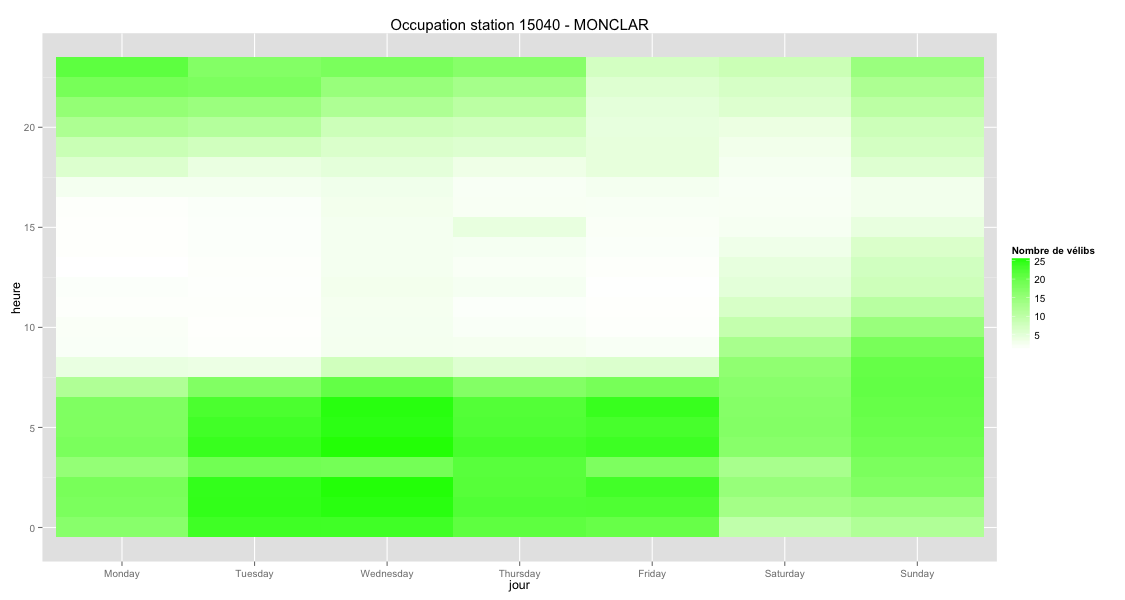 Occupation station 15040 - MONCLAR
20
15
10
5
0
heure
Monday Tuesday Wednesday Thursday Friday Saturday Sunday
jour
Nombre de vélibs
25
20
15
10
5